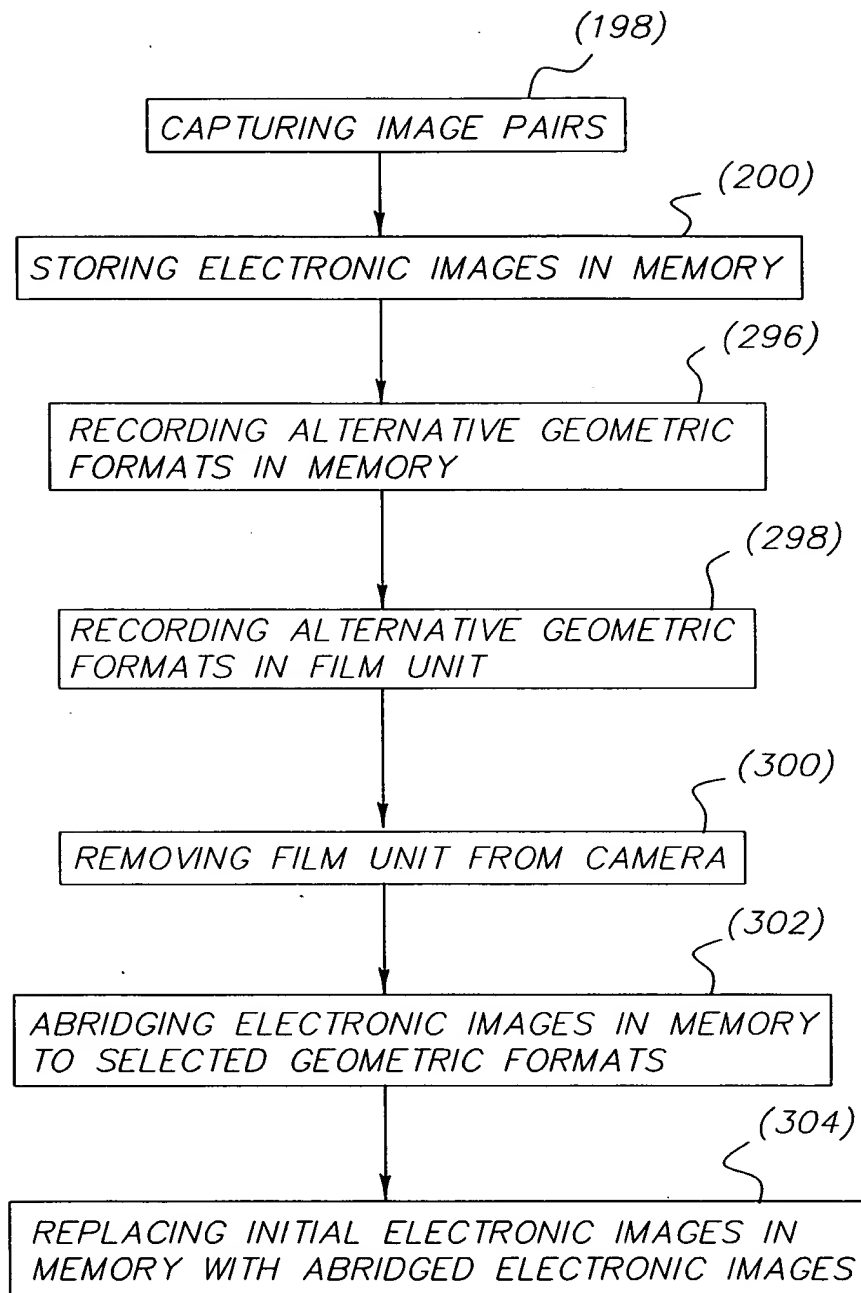 (198)
CAPTURING IMAGE PAIRS
(200)
STORING ELECTRONIC IMAGES IN MEMORY
(296)
RECORDING ALTERNATIVE GEOMETRIC
FORMATS IN MEMORY
(298)
RECORDING ALTERNATIVE GEOMETRIC
FORMATS IN FILM UNIT
(300)
REMOVING FILM UNIT FROM CAMERA
(302)
ABRIDGING ELECTRONIC IMAGES IN MEMORY
TO SELECTED GEOMETRIC FORMATS
(304)
REPLACING INITIAL ELECTRONIC IMAGES IN
MEMORY WITH ABRIDGED ELECTRONIC IMAGES